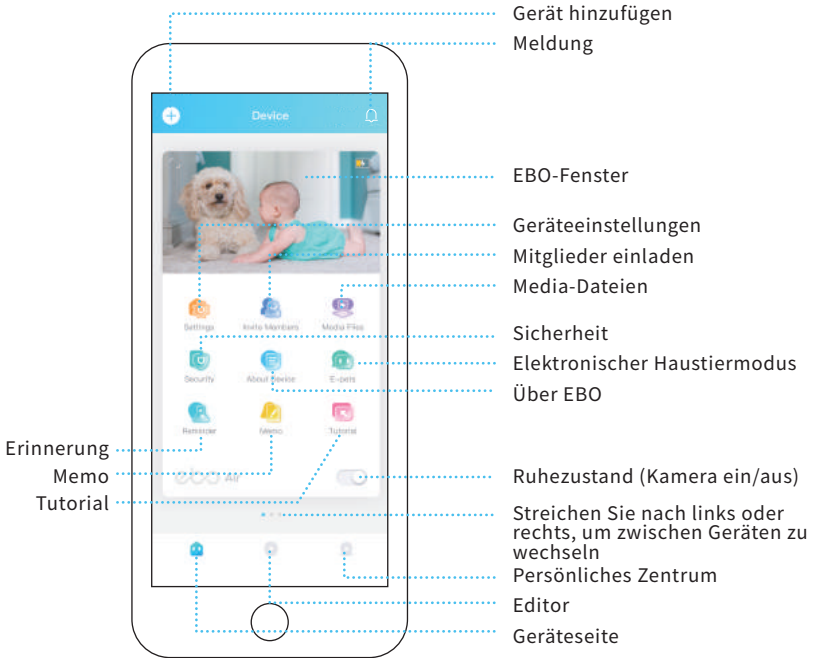 Gerät hinzufügen
Meldung
Device
EBO-Fenster
Geräteeinstellungen
Mitglieder einladen
Media-Dateien
Settings
Invite Members
Media Files
Sicherheit
Elektronischer Haustiermodus
Über EBO
Security
About Device
E-pets
Erinnerung
Memo
Tutorial
Reminder
Memo
Tutorial
ebo Air
Ruhezustand (Kamera ein/aus)
Streichen Sie nach links oder
rechts, um zwischen Geräten zu
wechseln
Persönliches Zentrum
Editor
Geräteseite